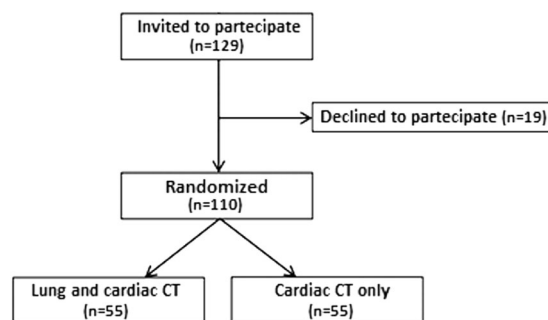 Invited to partecipate
(n=129)
Declined to partecipate (n=19)
Randomized
(n=110)
Lung and cardiac CT
(n=55)
Cardiac CT only
(n=55)